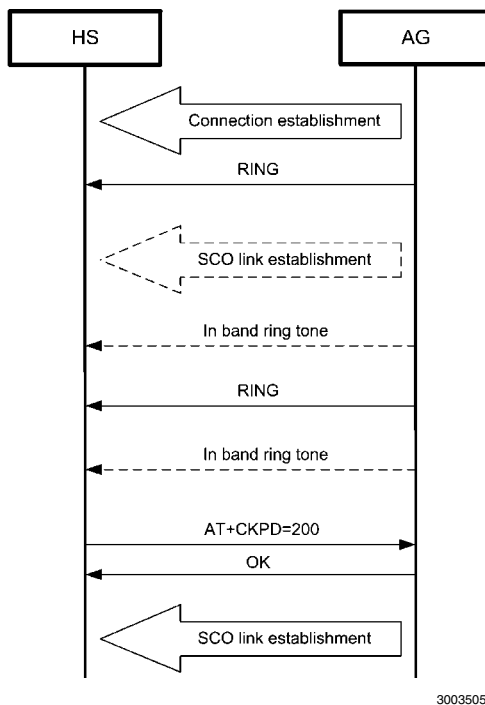 HS
AG
Connection establishment
RING
SCO link establishment
In band ring tone
RING
In band ring tone
AT+CKPD=200
OK
SCO link establishment
3003505